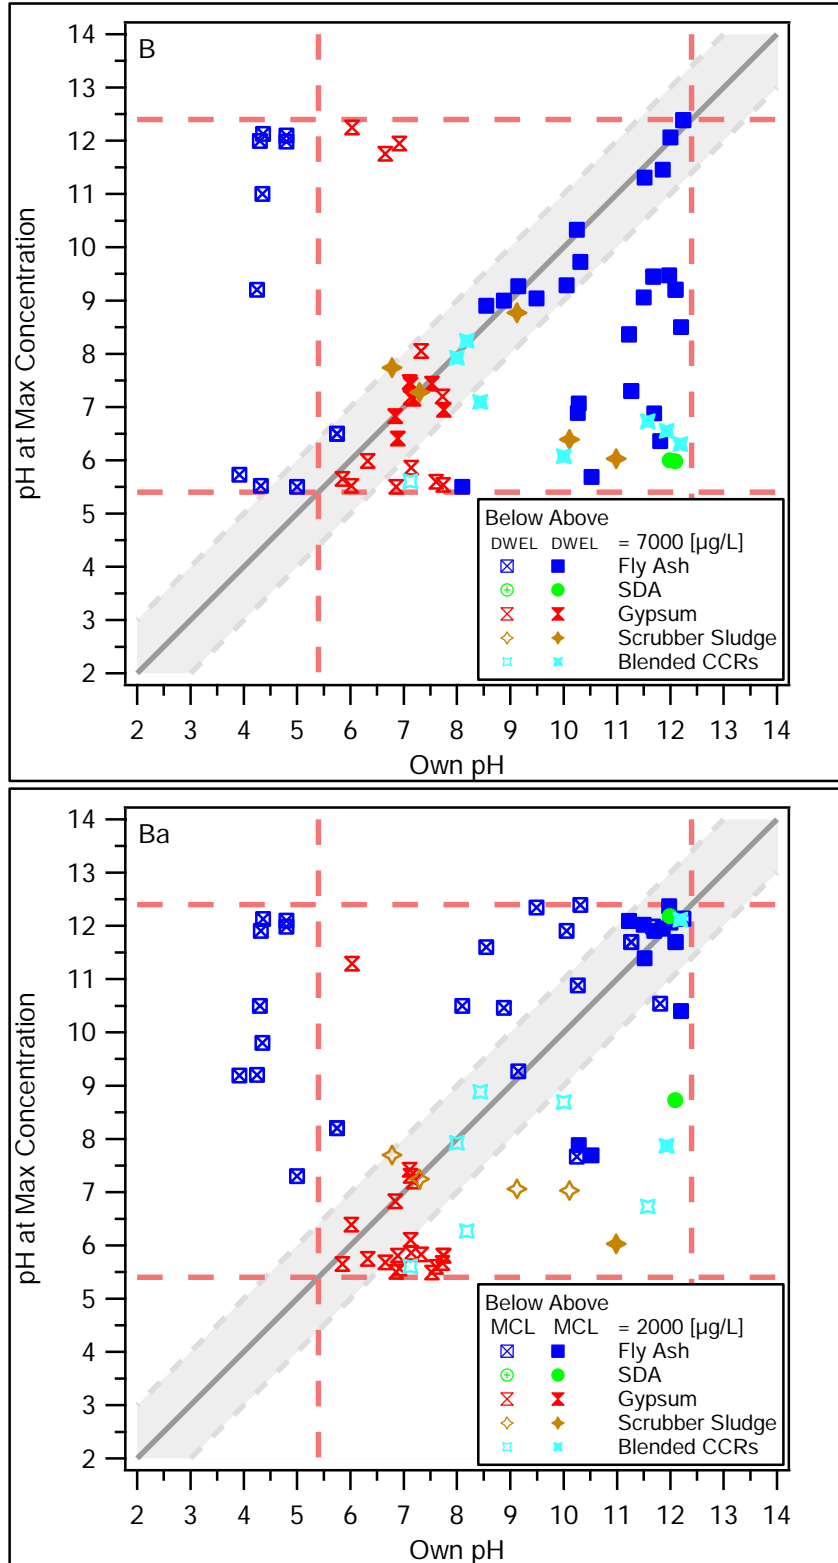 B
14
13
12
11
10
9
8
7
6
5
4
3
2
pH at Max Concentration
Below Above
DWEL DWEL = 7000 [µg/L]
Fly Ash
SDA
Gypsum
Scrubber Sludge
Blended CCRs
2 3 4 5 6 7 8 9 10 11 12 13 14
Own pH
Ba
14
13
12
11
10
9
8
7
6
5
4
3
2
pH at Max Concentration
Below Above
MCL MCL = 2000 [µg/L]
Fly Ash
SDA
Gypsum
Scrubber Sludge
Blended CCRs
2 3 4 5 6 7 8 9 10 11 12 13 14
Own pH